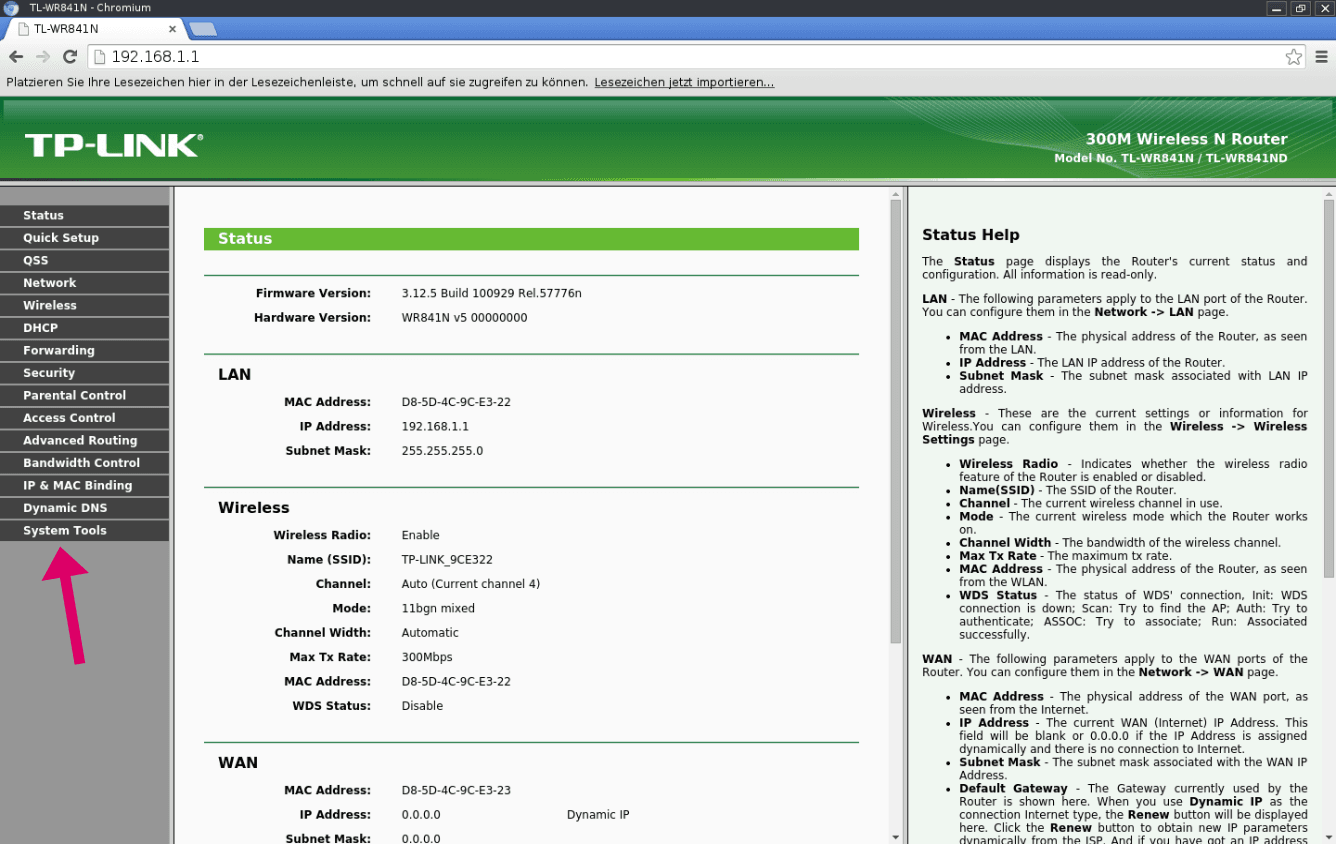 TL-WR841N - Chromium
TL-WR841N
192.168.1.1
Platzieren Sie Ihre Lesezeichen hier in der Lesezeichenleiste, um schnell auf sie zugreifen zu können. Lesezeichen jetzt importieren...
TP-LINK®
300M Wireless N Router
Model No. TL-WR841N / TL-WR841ND
Status
Quick Setup
QSS
Network
Wireless
DHCP
Forwarding
Security
Parental Control
Access Control
Advanced Routing
Bandwidth Control
IP & MAC Binding
Dynamic DNS
System Tools
Status
Firmware Version: 3.12.5 Build 100929 Rel.57776n
Hardware Version: WR841N v5 00000000
LAN
MAC Address: D8-5D-4C-9C-E3-22
IP Address: 192.168.1.1
Subnet Mask: 255.255.255.0
Wireless
Wireless Radio: Enable
Name (SSID): TP-LINK_9CE322
Channel: Auto (Current channel 4)
Mode: 11bgn mixed
Channel Width: Automatic
Max Tx Rate: 300Mbps
MAC Address: D8-5D-4C-9C-E3-22
WDS Status: Disable
WAN
MAC Address: D8-5D-4C-9C-E3-23
IP Address: 0.0.0.0 Dynamic IP
Subnet Mask: 0.0.0.0
Status Help
The Status page displays the Router's current status and
configuration. All information is read-only.
LAN - The following parameters apply to the LAN port of the Router.
You can configure them in the Network -> LAN page.
• MAC Address - The physical address of the Router, as seen
from the LAN.
• IP Address - The LAN IP address of the Router.
• Subnet Mask - The subnet mask associated with LAN IP
address.
Wireless - These are the current settings or information for
Wireless.You can configure them in the Wireless -> Wireless
Settings page.
• Wireless Radio - Indicates whether the wireless radio
feature of the Router is enabled or disabled.
• Name(SSID) - The SSID of the Router.
• Channel - The current wireless channel in use.
• Mode - The current wireless mode which the Router works
on.
• Channel Width - The bandwidth of the wireless channel.
• Max Tx Rate - The maximum tx rate.
• MAC Address - The physical address of the Router, as seen
from the WLAN.
• WDS Status - The status of WDS' connection, Init: WDS
connection is down; Scan: Try to find the AP; Auth: Try to
authenticate; ASSOC: Try to associate; Run: Associated
successfully.
WAN - The following parameters apply to the WAN ports of the
Router. You can configure them in the Network -> WAN page.
• MAC Address - The physical address of the WAN port, as
seen from the Internet.
• IP Address - The current WAN (Internet) IP Address. This
field will be blank or 0.0.0.0 if the IP Address is assigned
dynamically and there is no connection to Internet.
• Subnet Mask - The subnet mask associated with the WAN IP
Address.
• Default Gateway - The Gateway currently used by the
Router is shown here. When you use Dynamic IP as the
connection Internet type, the Renew button will be displayed
here. Click the Renew button to obtain new IP parameters
dynamically from the ISP. And if you have got an IP address